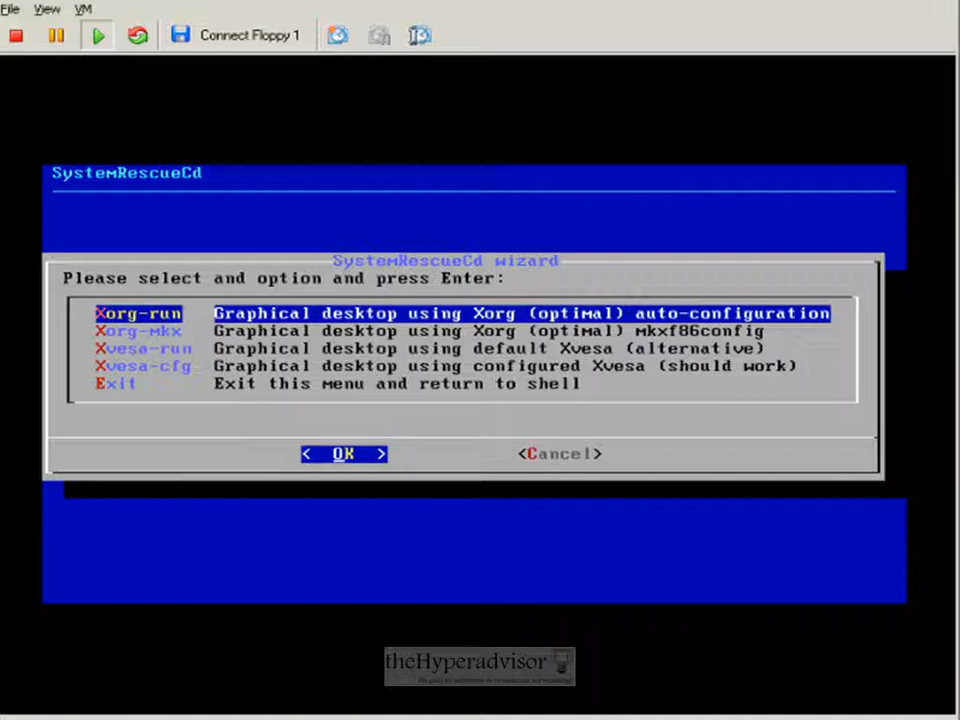 File View VM
Connect Floppy 1
SystemRescueCd
SystemRescueCd wizard
Please select and option and press Enter:
Xorg-run Graphical desktop using Xorg (optimal) auto-configuration
Xorg-mkx Graphical desktop using Xorg (optimal) mkxf86config
Xvesa-run Graphical desktop using default Xvesa (alternative)
Xvesa-cfg Graphical desktop using configured Xvesa (should work)
Exit Exit this menu and return to shell
< OK > <Cancel>
theHyperadvisor